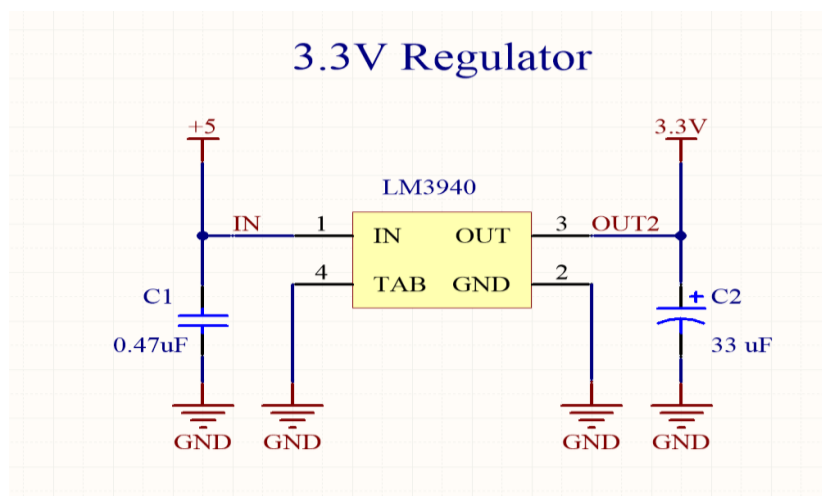 3.3V Regulator
+5
3.3V
LM3940
IN
1
IN
OUT
3
OUT2
4
TAB
GND
2
C1
0.47uF
+
C2
33 uF
GND
GND
GND
GND